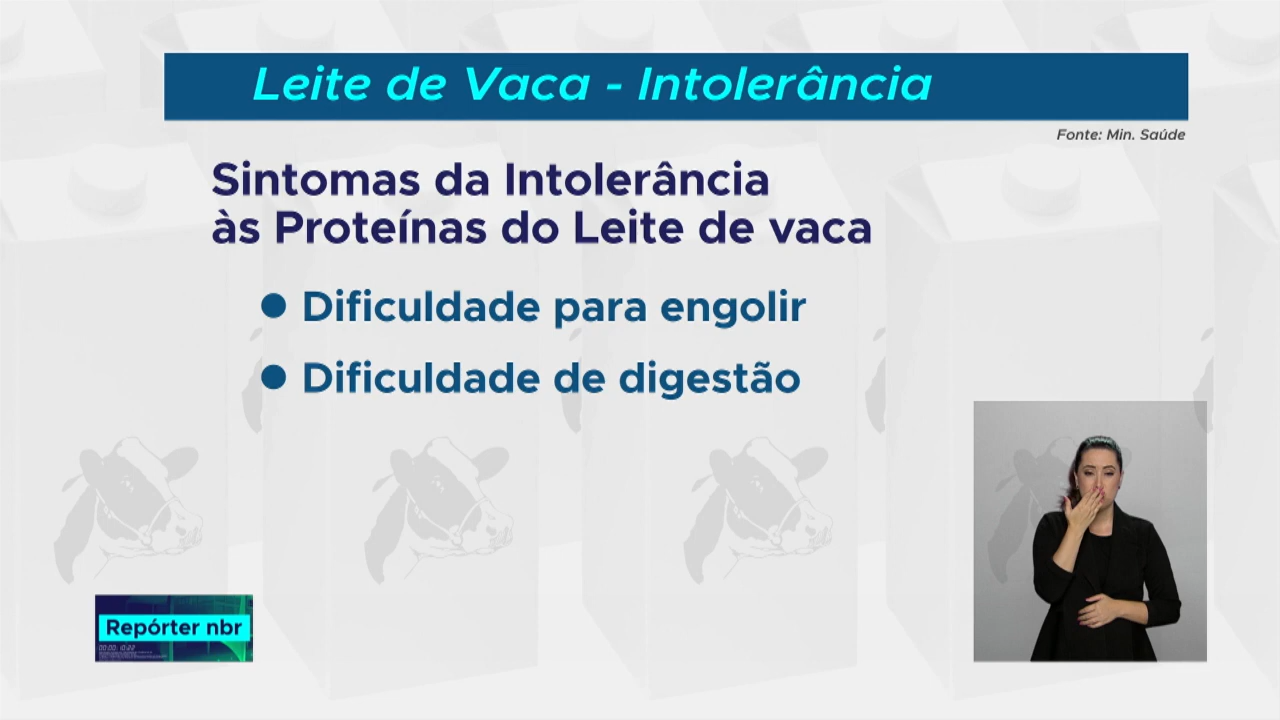 Leite de Vaca - Intolerância
Fonte: Min. Saúde
Sintomas da Intolerância
às Proteínas do Leite de vaca
● Dificuldade para engolir
● Dificuldade de digestão
Repórter nbr